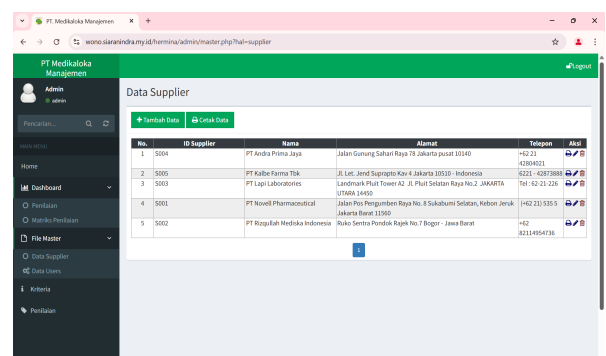 PT. Medikaloka Manajemen
wono.siaranindra.my.id/hermina/admin/master.php?hal=supplier
PT Medikaloka
Manajemen
Logout
Admin
admin
Data Supplier
Pencarian...
Tambah Data
Cetak Data
MAIN MENU
Home
Dashboard
Penilaian
Matriks Penilaian
File Master
Data Supplier
Data Users
Kriteria
Penilaian
No. ID Supplier Nama Alamat Telepon Aksi
1 S004 PT Andra Prima Jaya Jalan Gunung Sahari Raya 78 Jakarta pusat 10140 +62 21
42804021
2 S005 PT Kalbe Farma Tbk Jl. Let. Jend Suprapto Kav 4 Jakarta 10510 - Indonesia 6221 - 42873888
3 S003 PT Lapi Laboratories Landmark Pluit Tower A2 Jl. Pluit Selatan Raya No.2 JAKARTA Tel : 62-21-226
UTARA 14450
4 S001 PT Novell Pharmaceutical Jalan Pos Pengumben Raya No. 8 Sukabumi Selatan, Kebon Jeruk (+62 21) 535 5
Jakarta Barat 11560
5 S002 PT Rizqullah Mediska Indonesia Ruko Sentra Pondok Rajek No.7 Bogor - Jawa Barat +62
82114954736
1